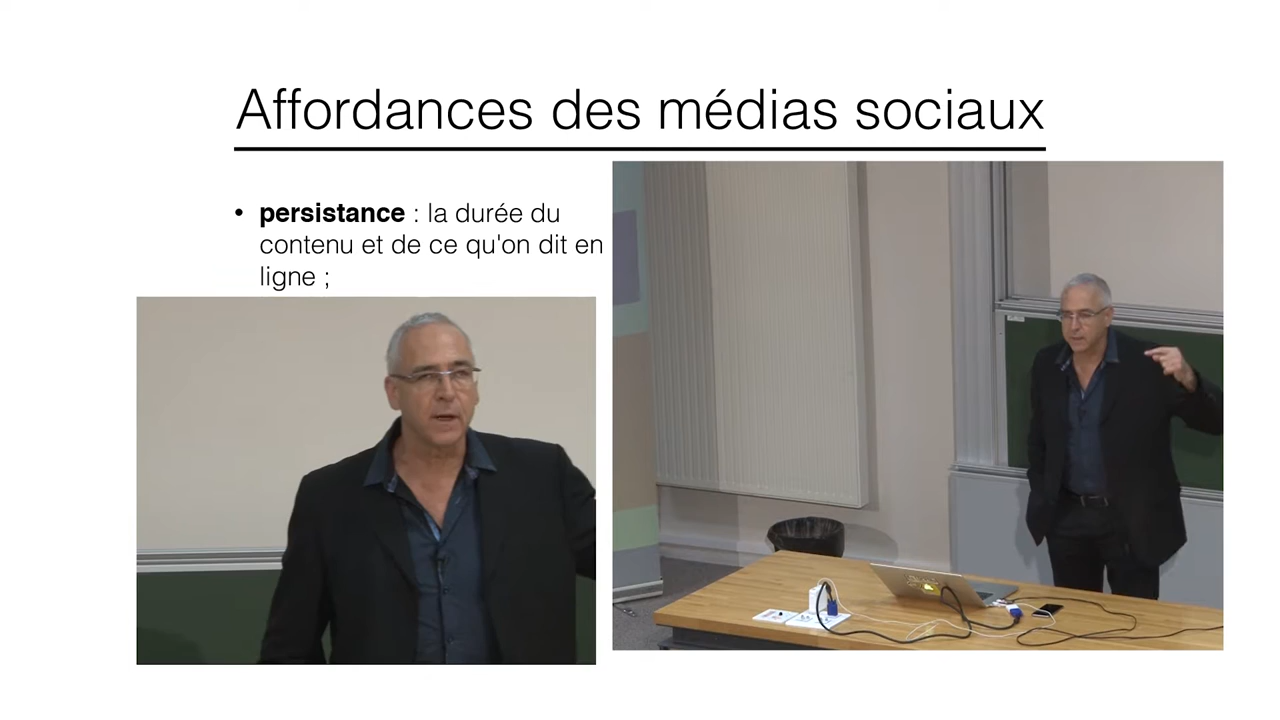 Affordances des médias sociaux
• persistance : la durée du
contenu et de ce qu'on dit en
ligne ;